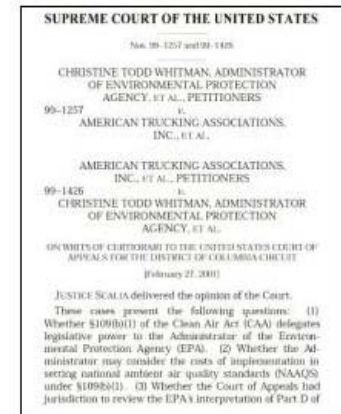 SUPREME COURT OF THE UNITED STATES
Nos. 99–1257 and 99–1426
CHRISTINE TODD WHITMAN, ADMINISTRATOR
OF ENVIRONMENTAL PROTECTION
AGENCY, ET AL., PETITIONERS
99–1257 v.
AMERICAN TRUCKING ASSOCIATIONS,
INC., ET AL.
AMERICAN TRUCKING ASSOCIATIONS,
INC., ET AL., PETITIONERS
99–1426 v.
CHRISTINE TODD WHITMAN, ADMINISTRATOR
OF ENVIRONMENTAL PROTECTION
AGENCY, ET AL.
ON WRITS OF CERTIORARI TO THE UNITED STATES COURT OF
APPEALS FOR THE DISTRICT OF COLUMBIA CIRCUIT
[February 27, 2001]
JUSTICE SCALIA delivered the opinion of the Court.
These cases present the following questions: (1)
Whether §109(b)(1) of the Clean Air Act (CAA) delegates
legislative power to the Administrator of the Environ-
mental Protection Agency (EPA). (2) Whether the Ad-
ministrator may consider the costs of implementation in
setting national ambient air quality standards (NAAQS)
under §109(b)(1). (3) Whether the Court of Appeals had
jurisdiction to review the EPA's interpretation of Part D of